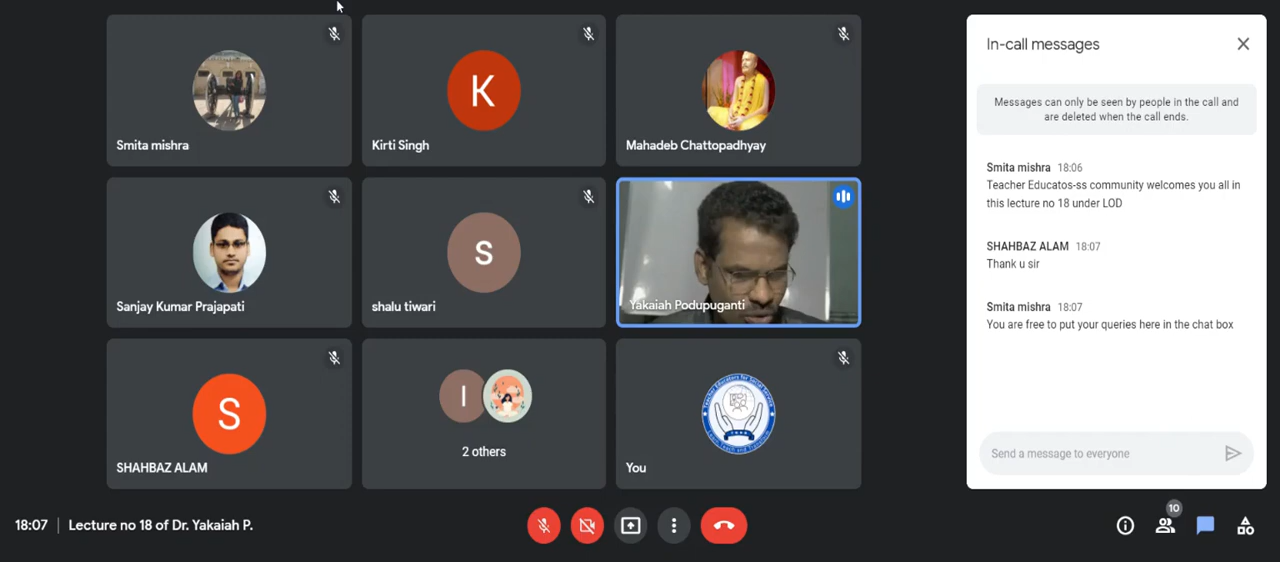 Smita mishra
K
Kirti Singh
Mahadeb Chattopadhyay
Sanjay Kumar Prajapati
S
shalu tiwari
Yakaiah Podupuganti
S
SHAHBAZ ALAM
I
2 others
You
In-call messages
Messages can only be seen by people in the call and
are deleted when the call ends.
Smita mishra 18:06
Teacher Educatos-ss community welcomes you all in
this lecture no 18 under LOD
SHAHBAZ ALAM 18:07
Thank u sir
Smita mishra 18:07
You are free to put your queries here in the chat box
Send a message to everyone
18:07 | Lecture no 18 of Dr. Yakaiah P.
10